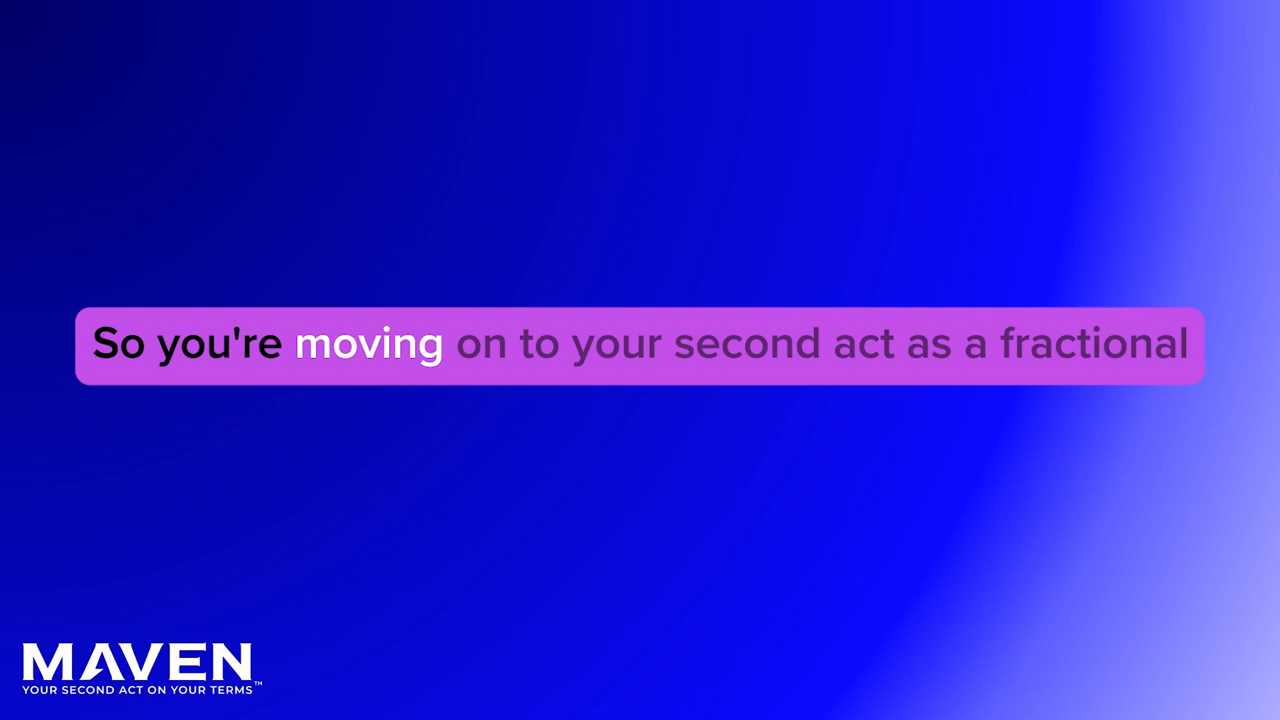 So you're moving on to your second act as a fractional
MAVEN
YOUR SECOND ACT ON YOUR TERMS™